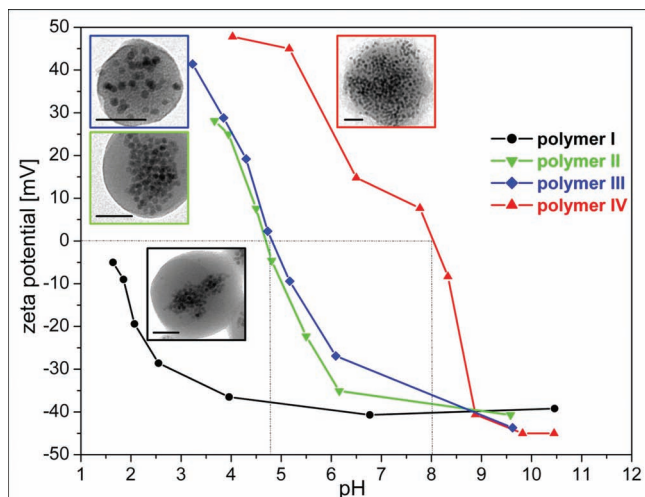 50
40
30
20
10
0
-10
-20
-30
-40
-50
zeta potential [mV]
polymer I
polymer II
polymer III
polymer IV
1 2 3 4 5 6 7 8 9 10 11 12
pH